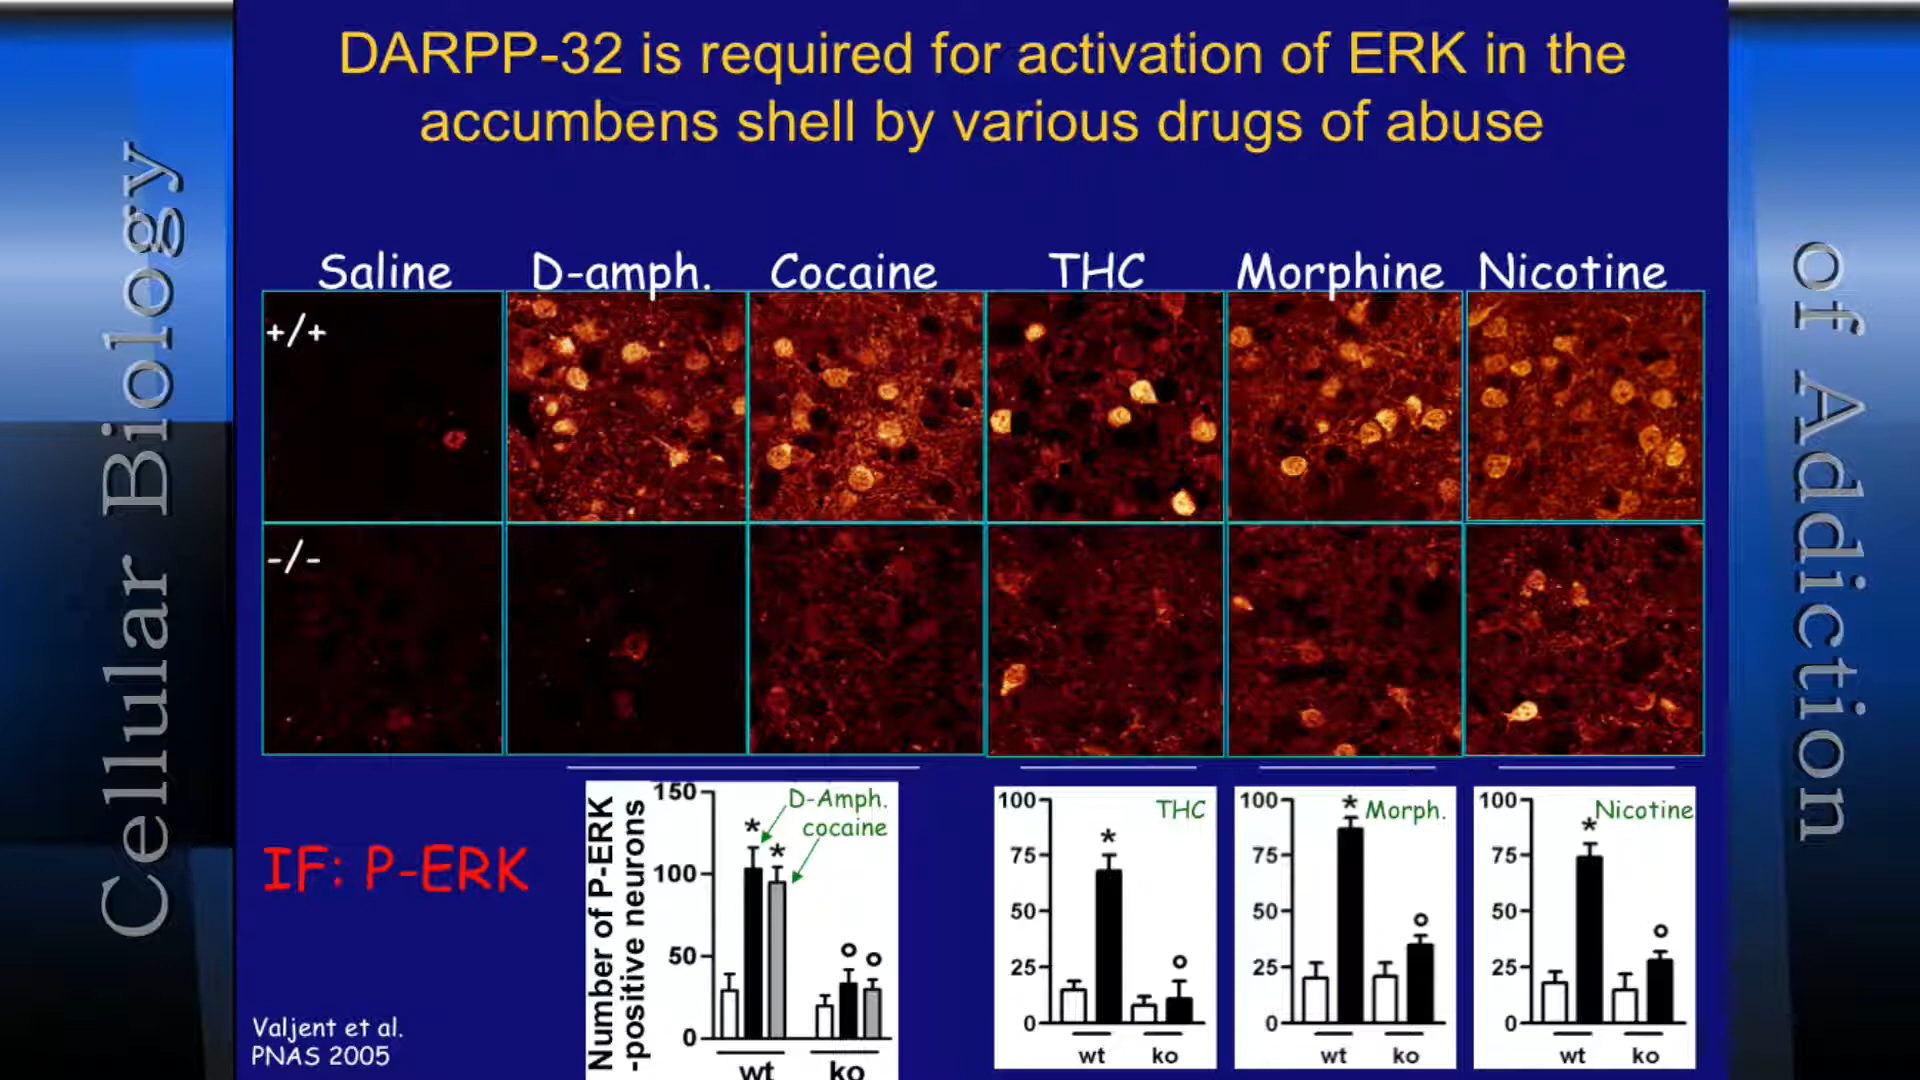 DARPP-32 is required for activation of ERK in the
accumbens shell by various drugs of abuse
Cellular Biology
of Addiction
Saline D-amph. Cocaine THC Morphine Nicotine
+/+
-/-
IF: P-ERK
Number of P-ERK
-positive neurons
150
100
50
0
D-Amph.
cocaine
* *
o o
wt ko
THC
100
75
50
25
0
*
o
wt ko
Morph.
100
75
50
25
0
*
o
wt ko
Nicotine
100
75
50
25
0
*
o
wt ko
Valjent et al.
PNAS 2005